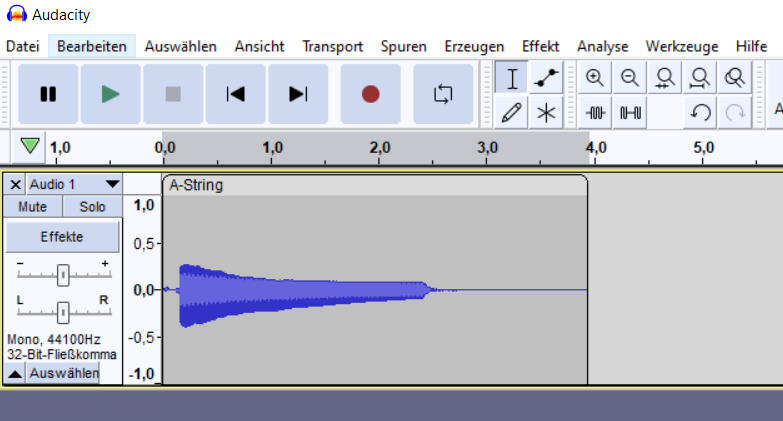 Audacity
Datei Bearbeiten Auswählen Ansicht Transport Spuren Erzeugen Effekt Analyse Werkzeuge Hilfe
A
1,0 0,0 1,0 2,0 3,0 4,0 5,0
Audio 1
A-String
Mute Solo
1,0
Effekte
0,5
- +
0,0
L R
-0,5
Mono, 44100Hz
32-Bit-Fließkomma
Auswählen
-1,0